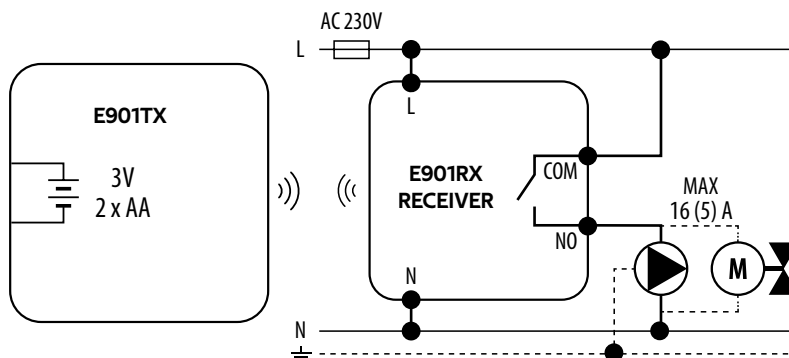 AC 230V
L
E901TX
3V
2 x AA
L
E901RX
RECEIVER
COM
NO
N
MAX
16 (5) A
M
N